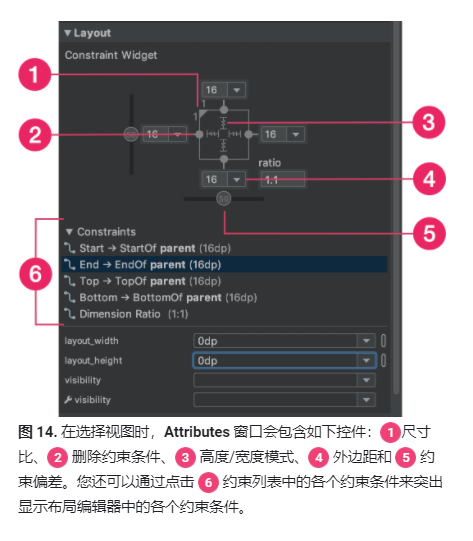 ▼ Layout
Constraint Widget
1
16
1
1
3
2
50
16
16
ratio
16
1:1
4
50
5
6
▼ Constraints
Start → StartOf parent (16dp)
End → EndOf parent (16dp)
Top → TopOf parent (16dp)
Bottom → BottomOf parent (16dp)
Dimension Ratio (1:1)
layout_width 0dp
layout_height 0dp
visibility
visibility
图 14. 在选择视图时，Attributes 窗口会包含如下控件： 1 尺寸
比、 2 删除约束条件、 3 高度/宽度模式、 4 外边距和 5 约
束偏差。您还可以通过点击 6 约束列表中的各个约束条件来突出
显示布局编辑器中的各个约束条件。